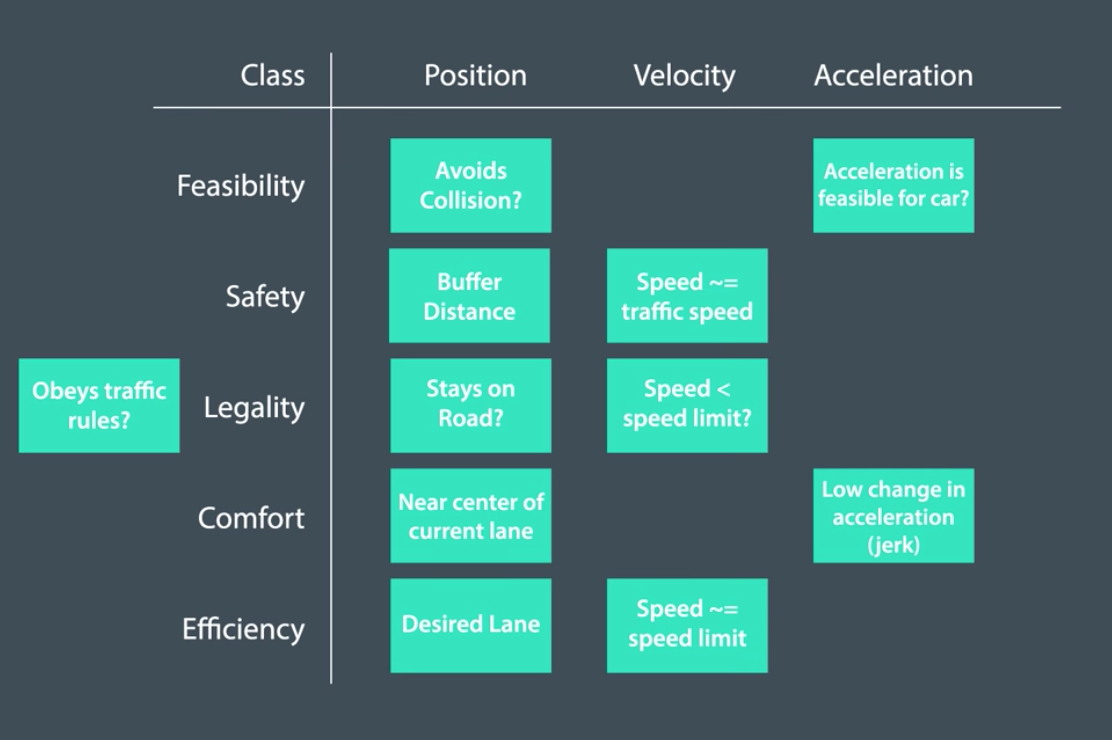 Class Position Velocity Acceleration
Feasibility
Avoids
Collision?
Acceleration is
feasible for car?
Safety
Buffer
Distance
Speed ~=
traffic speed
Obeys traffic
rules?
Legality
Stays on
Road?
Speed <
speed limit?
Comfort
Near center of
current lane
Low change in
acceleration
(jerk)
Efficiency
Desired Lane
Speed ~=
speed limit